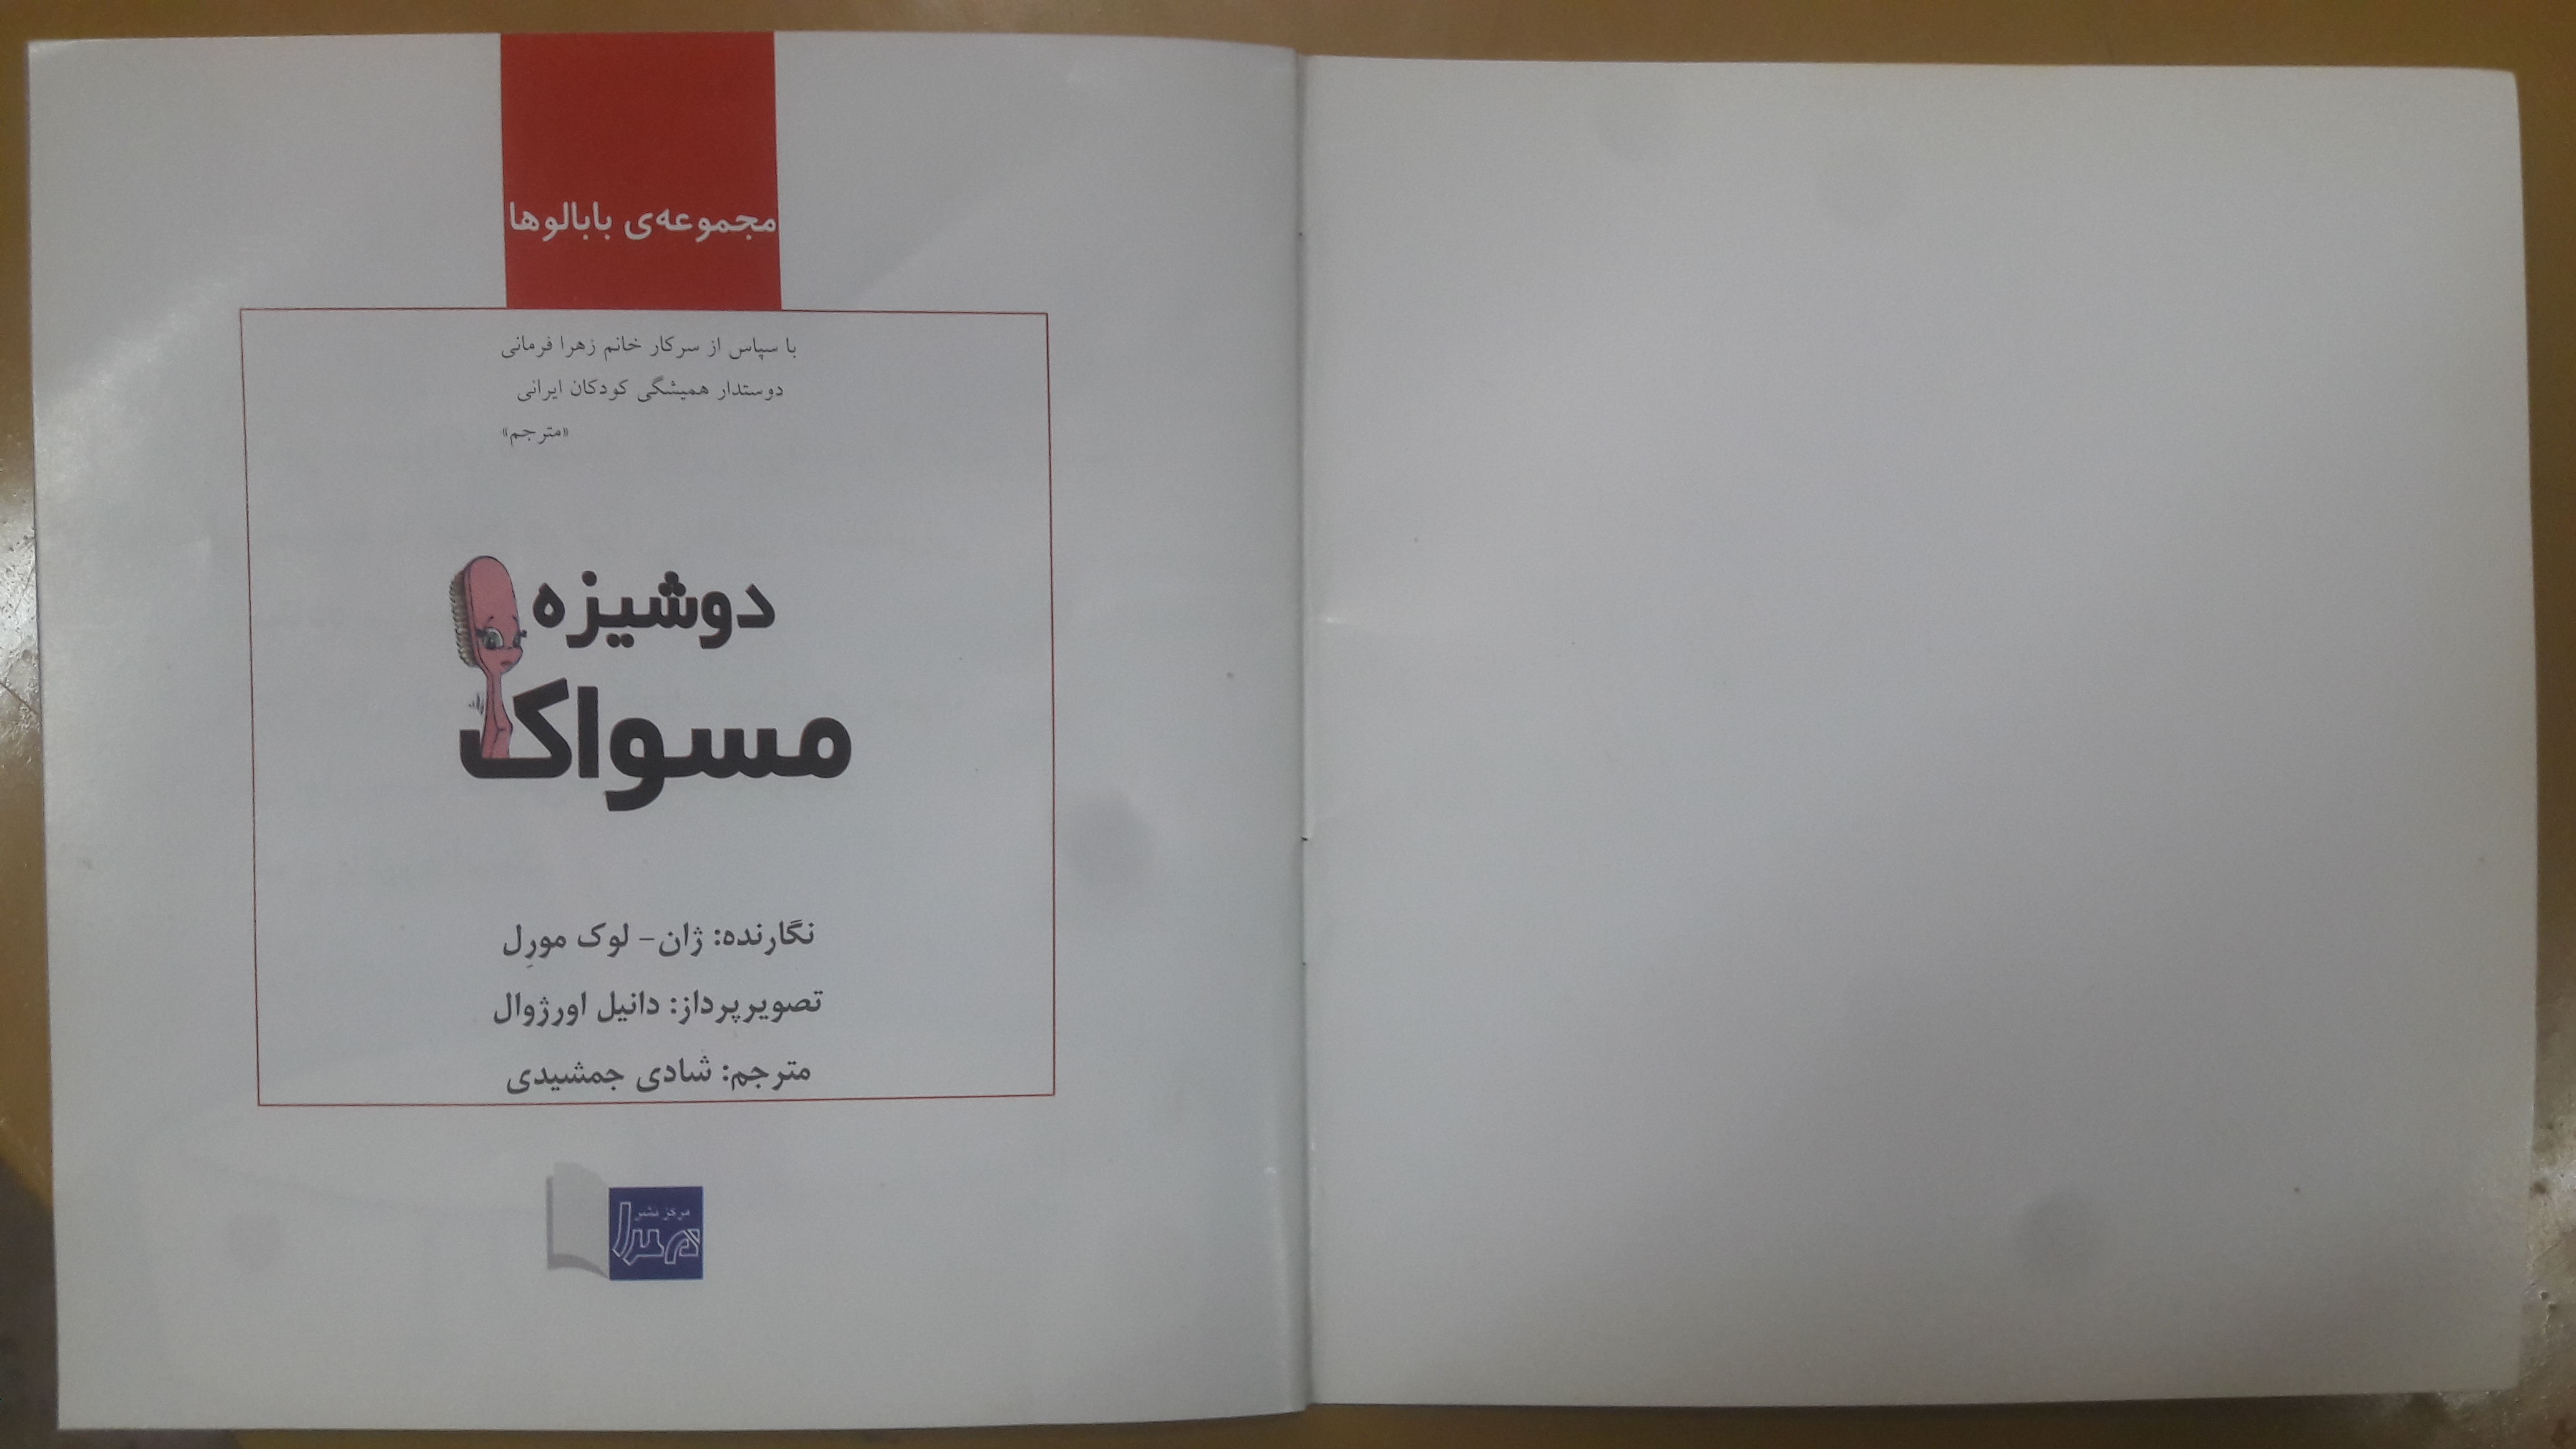 مجموعه‌ی بابالوها
با سپاس از سرکار خانم زهرا فرمانی
دوستدار همیشگی کودکان ایرانی
«مترجم»
دوشیزه
مسواک
نگارنده: ژان- لوک مورِل
تصویرپرداز: دانیل اورژوال
مترجم: شادی جمشیدی
مرکز نشر